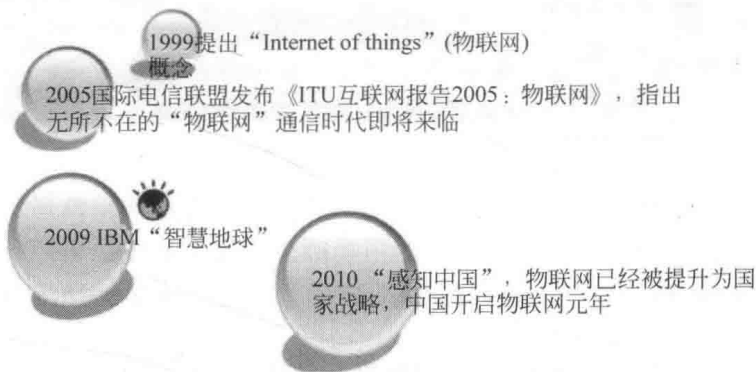 1999提出“Internet of things”(物联网)
概念
2005国际电信联盟发布《ITU互联网报告2005：物联网》，指出
无所不在的“物联网”通信时代即将来临
2009 IBM“智慧地球”
2010 “感知中国”，物联网已经被提升为国
家战略，中国开启物联网元年